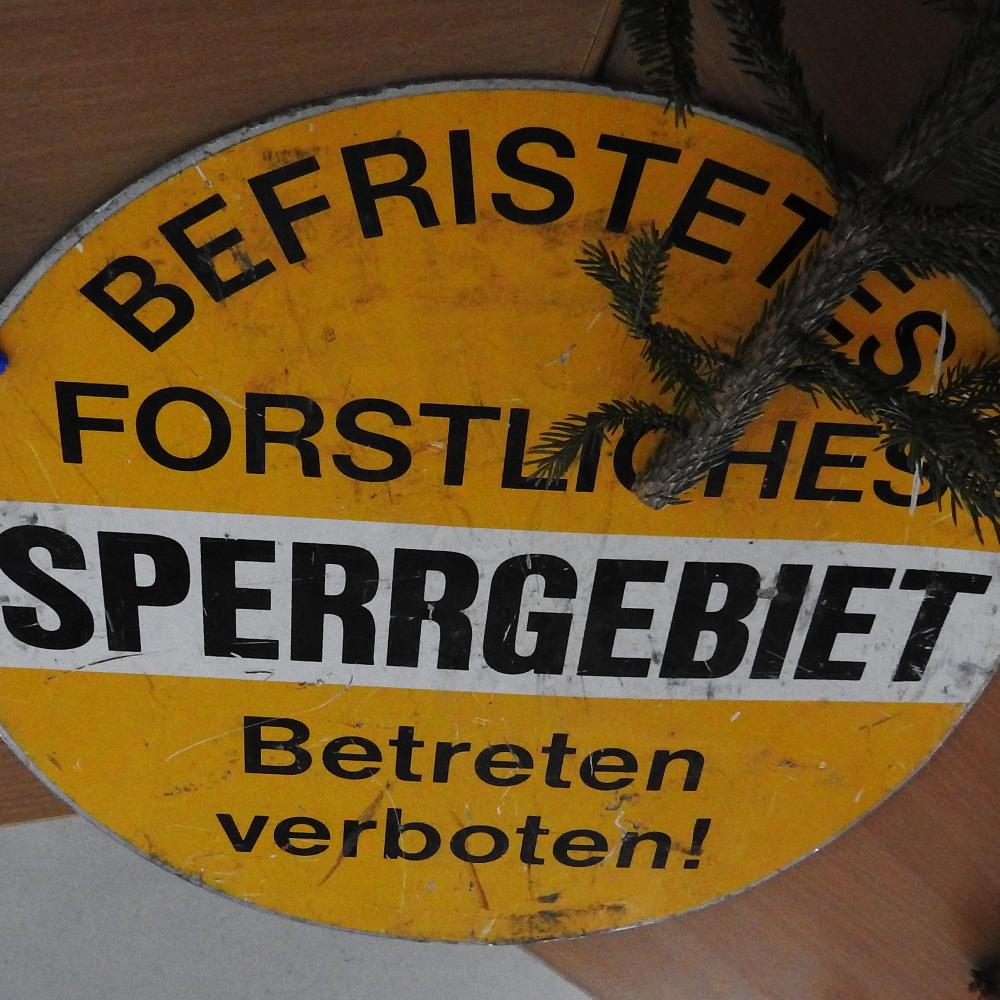 BEFRISTETES
FORSTLICHES
SPERRGEBIET
Betreten
verboten!